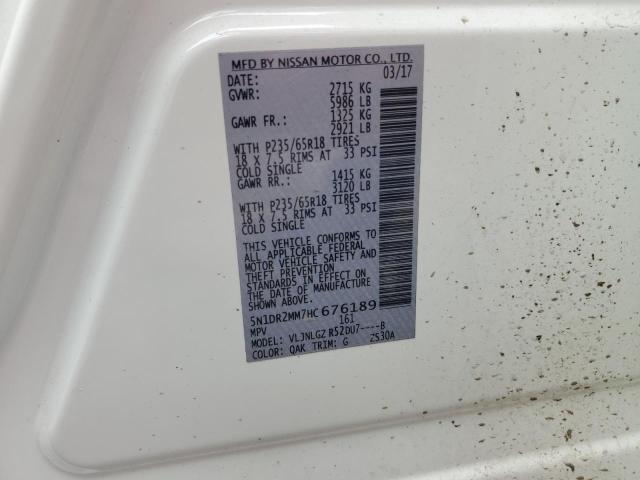 MFD BY NISSAN MOTOR CO., LTD.
DATE: 03/17
GVWR: 2715 KG
5986 LB
GAWR FR.: 1325 KG
2921 LB
WITH P235/65R18 TIRES
18 X 7.5 RIMS AT 33 PSI
COLD SINGLE
GAWR RR.: 1415 KG
3120 LB
WITH P235/65R18 TIRES
18 X 7.5 RIMS AT 33 PSI
COLD SINGLE
THIS VEHICLE CONFORMS TO
ALL APPLICABLE FEDERAL
MOTOR VEHICLE SAFETY AND
THEFT PREVENTION
STANDARDS IN EFFECT ON
THE DATE OF MANUFACTURE
SHOWN ABOVE.
5N1DR2MM7HC676189
MPV 161
MODEL: VLJNLGZ R52DU7----B
COLOR: QAK TRIM: G ZS30A